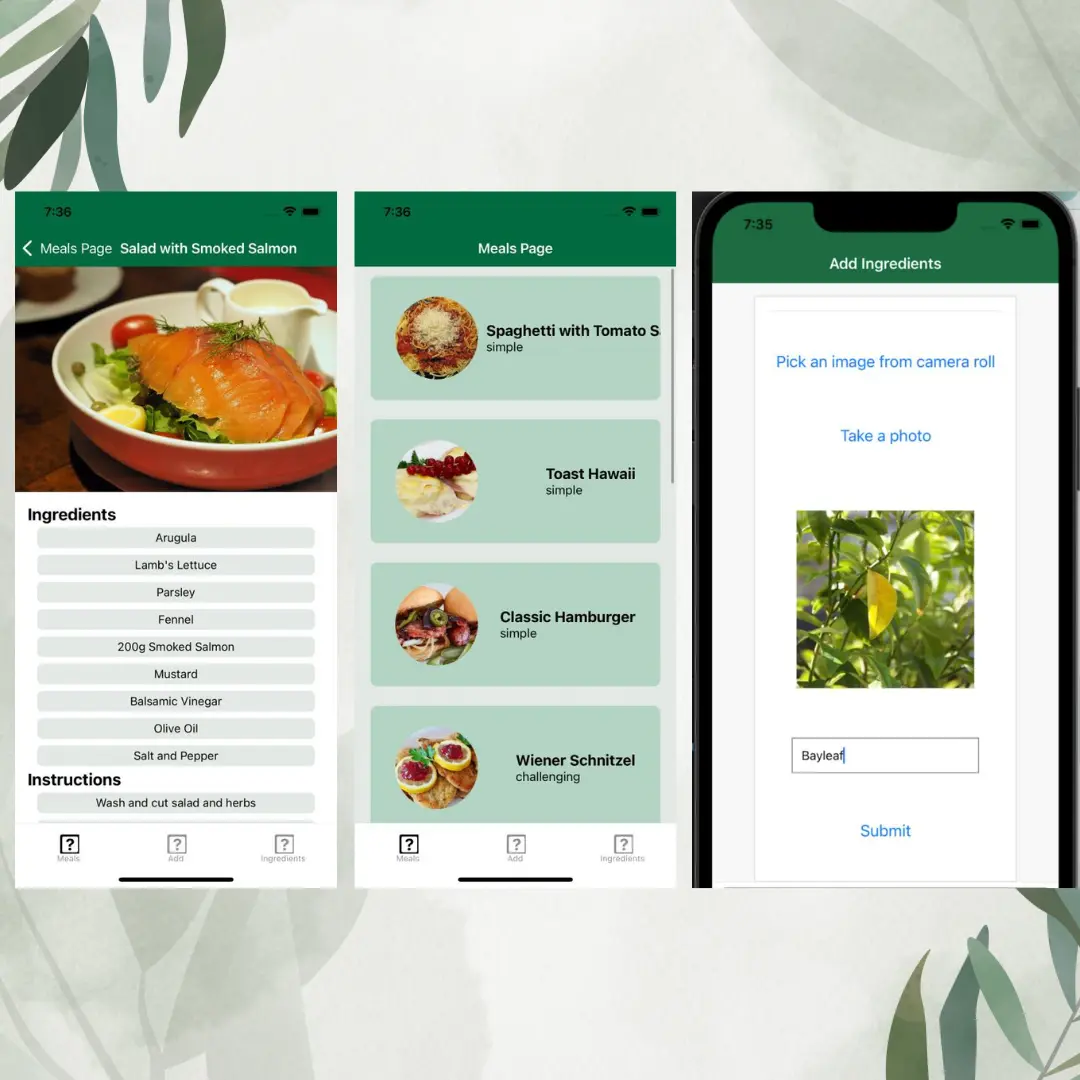 7:36
Meals Page Salad with Smoked Salmon
Ingredients
Arugula
Lamb's Lettuce
Parsley
Fennel
200g Smoked Salmon
Mustard
Balsamic Vinegar
Olive Oil
Salt and Pepper
Instructions
Wash and cut salad and herbs
? ? ?
Meals Add Ingredients
7:36
Meals Page
Spaghetti with Tomato S
simple
Toast Hawaii
simple
Classic Hamburger
simple
Wiener Schnitzel
challenging
? ? ?
Meals Add Ingredients
7:35
Add Ingredients
Pick an image from camera roll
Take a photo
Bayleaf
Submit